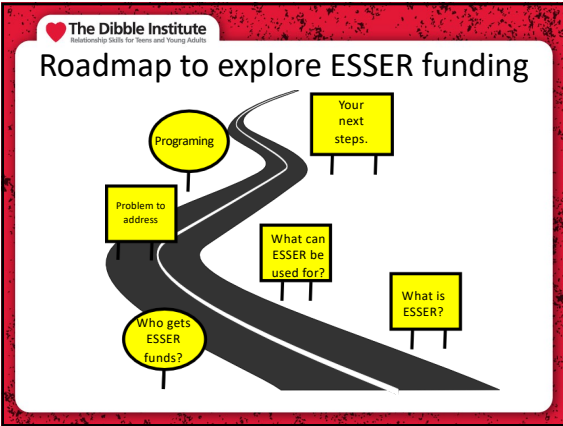 The Dibble Institute
Relationship Skills for Teens and Young Adults
Roadmap to explore ESSER funding
Your
next
steps.
Programing
Problem to
address
What can
ESSER be
used for?
What is
ESSER?
Who gets
ESSER
funds?